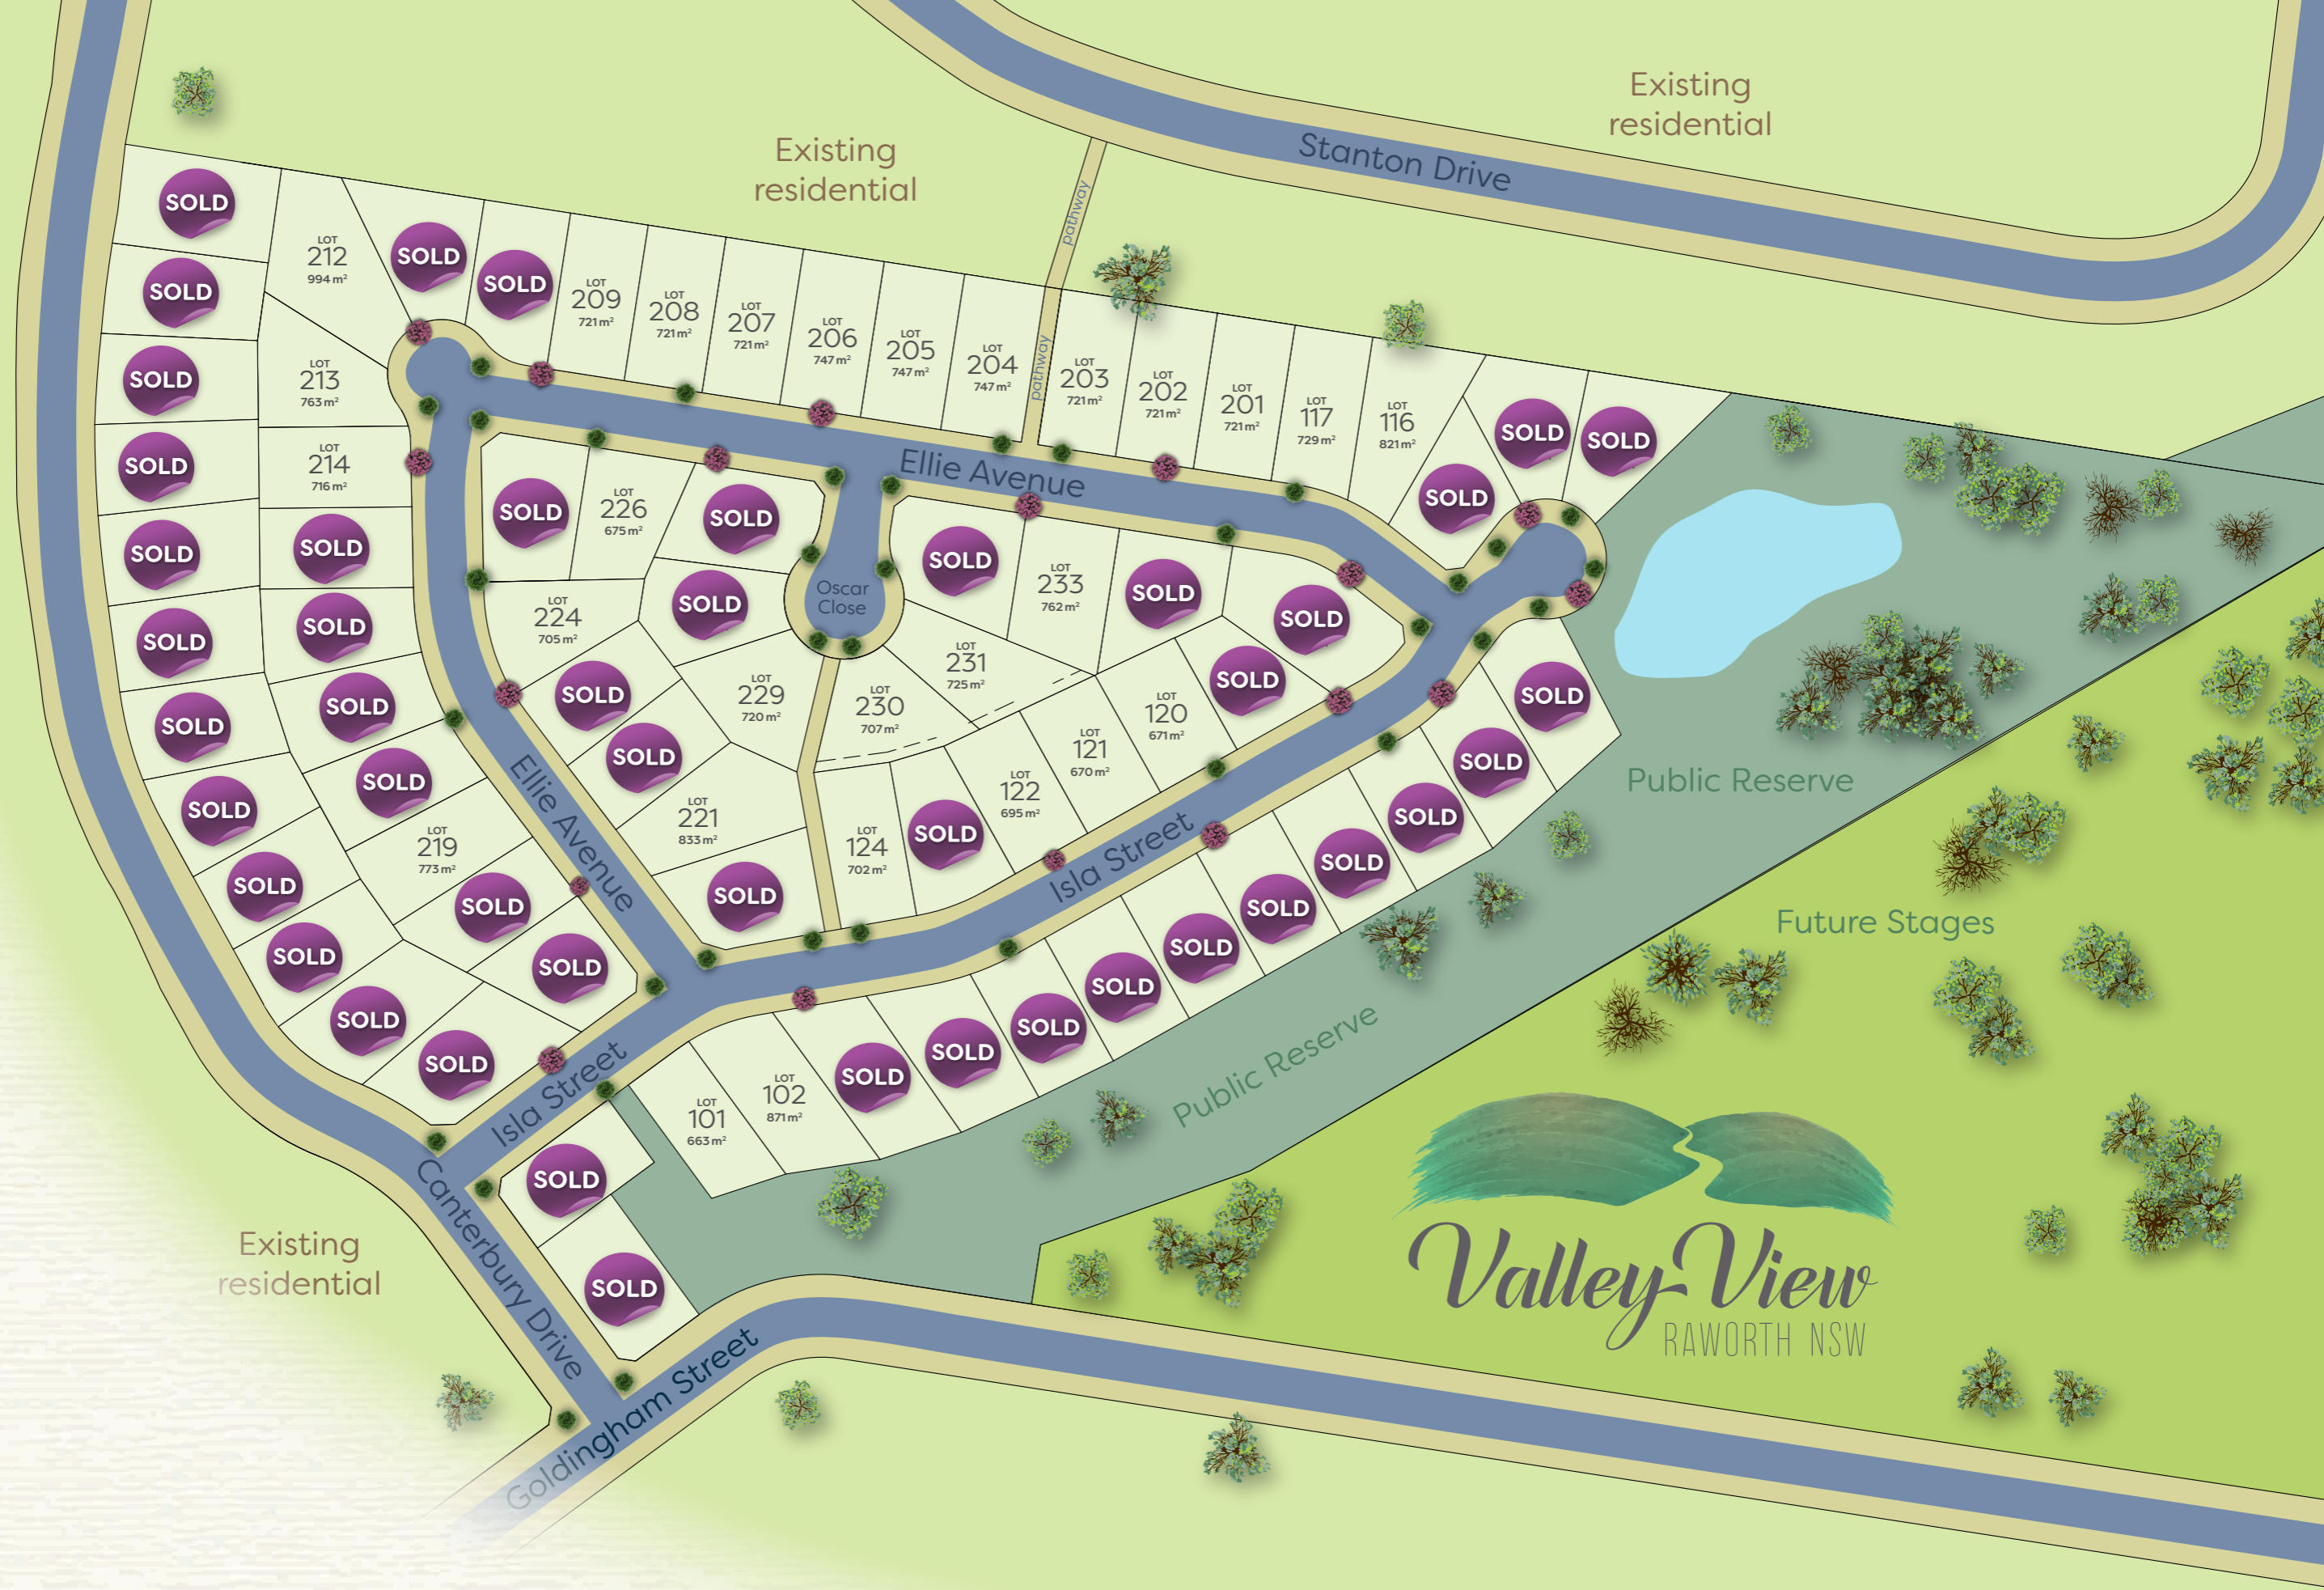 Existing
residential
Existing
residential
Stanton Drive
pathway
pathway
SOLD
SOLD
SOLD
SOLD
SOLD
SOLD
SOLD
SOLD
SOLD
SOLD
SOLD
SOLD
LOT
212
994 m²
SOLD
SOLD
LOT
209
721 m²
LOT
208
721 m²
LOT
207
721 m²
LOT
206
747 m²
LOT
205
747 m²
LOT
204
747 m²
LOT
203
721 m²
LOT
202
721 m²
LOT
201
721 m²
LOT
117
729 m²
LOT
116
821 m²
SOLD
SOLD
SOLD
LOT
213
763 m²
LOT
214
716 m²
SOLD
SOLD
SOLD
SOLD
LOT
219
773 m²
SOLD
SOLD
Ellie Avenue
SOLD
LOT
226
675 m²
SOLD
SOLD
LOT
224
705 m²
Oscar
Close
SOLD
LOT
233
762 m²
SOLD
SOLD
SOLD
SOLD
LOT
229
720 m²
LOT
230
707 m²
LOT
231
725 m²
SOLD
LOT
120
671 m²
LOT
121
670 m²
LOT
122
695 m²
SOLD
LOT
124
702 m²
LOT
221
833 m²
SOLD
Ellie Avenue
Isla Street
SOLD
SOLD
SOLD
SOLD
SOLD
SOLD
SOLD
SOLD
SOLD
SOLD
LOT
102
871 m²
LOT
101
663 m²
Isla Street
SOLD
SOLD
Public Reserve
Public Reserve
Future Stages
Existing
residential
Canterbury Drive
Goldingham Street
Valley View
RAWORTH NSW